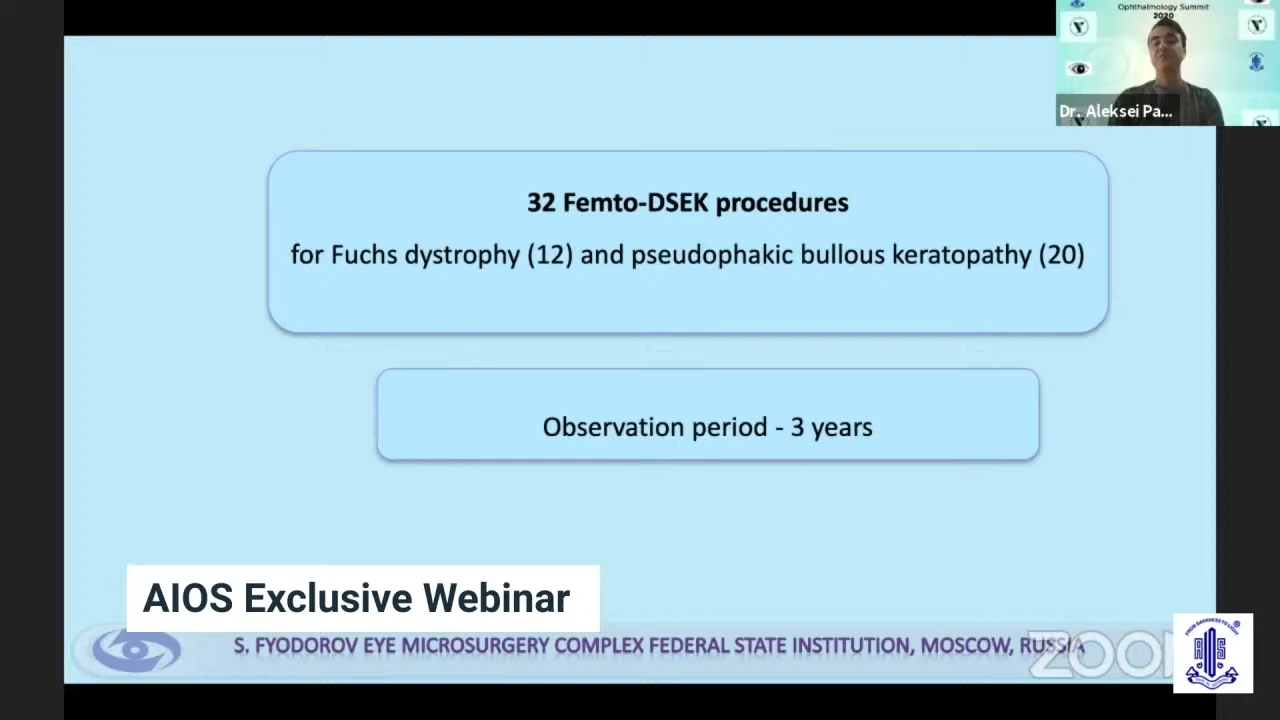 Ophthalmology Summit
2020
Dr. Aleksei Pa...
32 Femto-DSEK procedures
for Fuchs dystrophy (12) and pseudophakic bullous keratopathy (20)
Observation period - 3 years
AIOS Exclusive Webinar
S. FYODOROV EYE MICROSURGERY COMPLEX FEDERAL STATE INSTITUTION, MOSCOW, RUSSIA
ZOOM